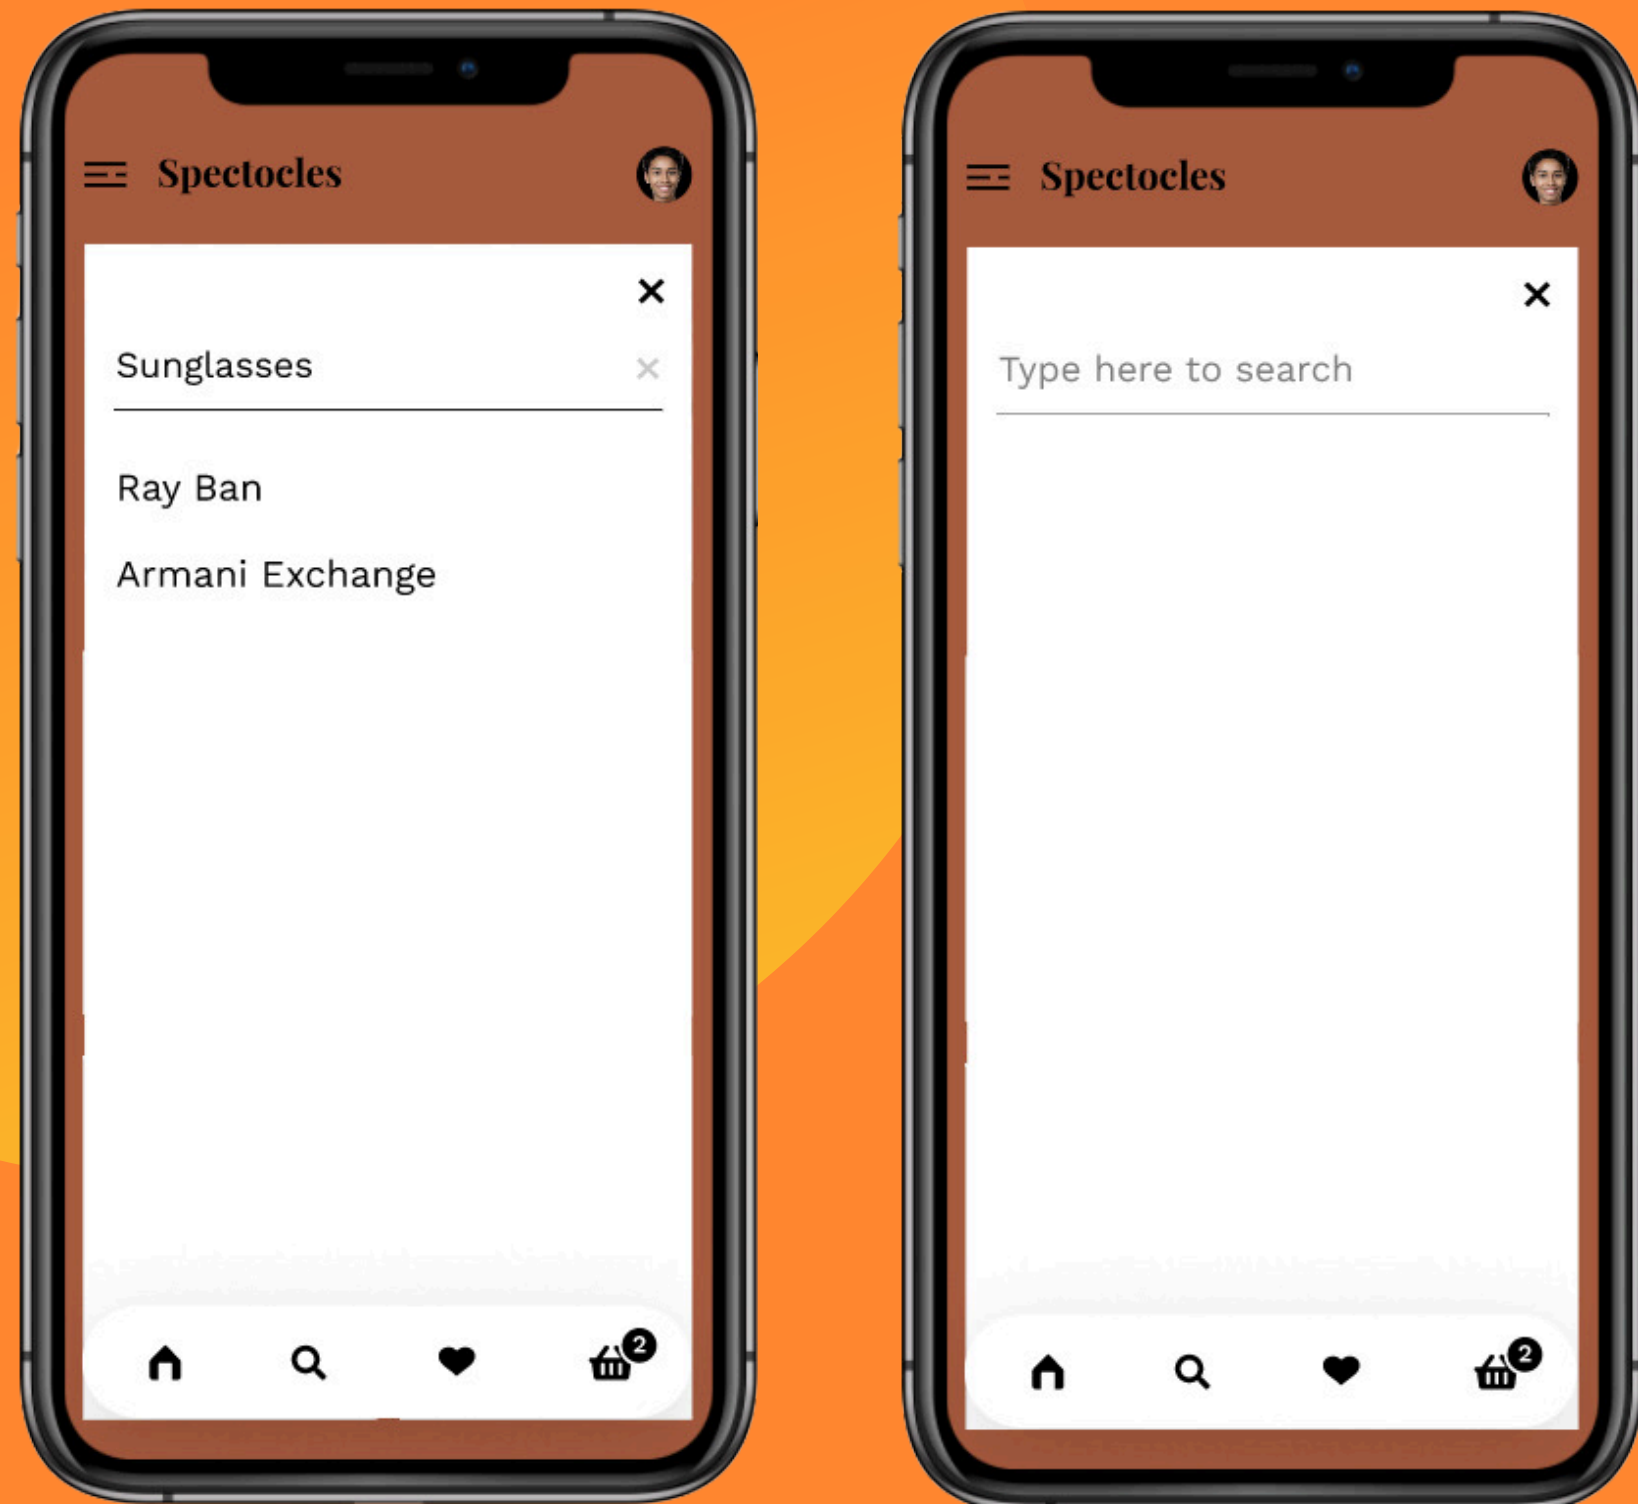 Spectocles
Sunglasses
Ray Ban
Armani Exchange
2
Spectocles
Type here to search
2